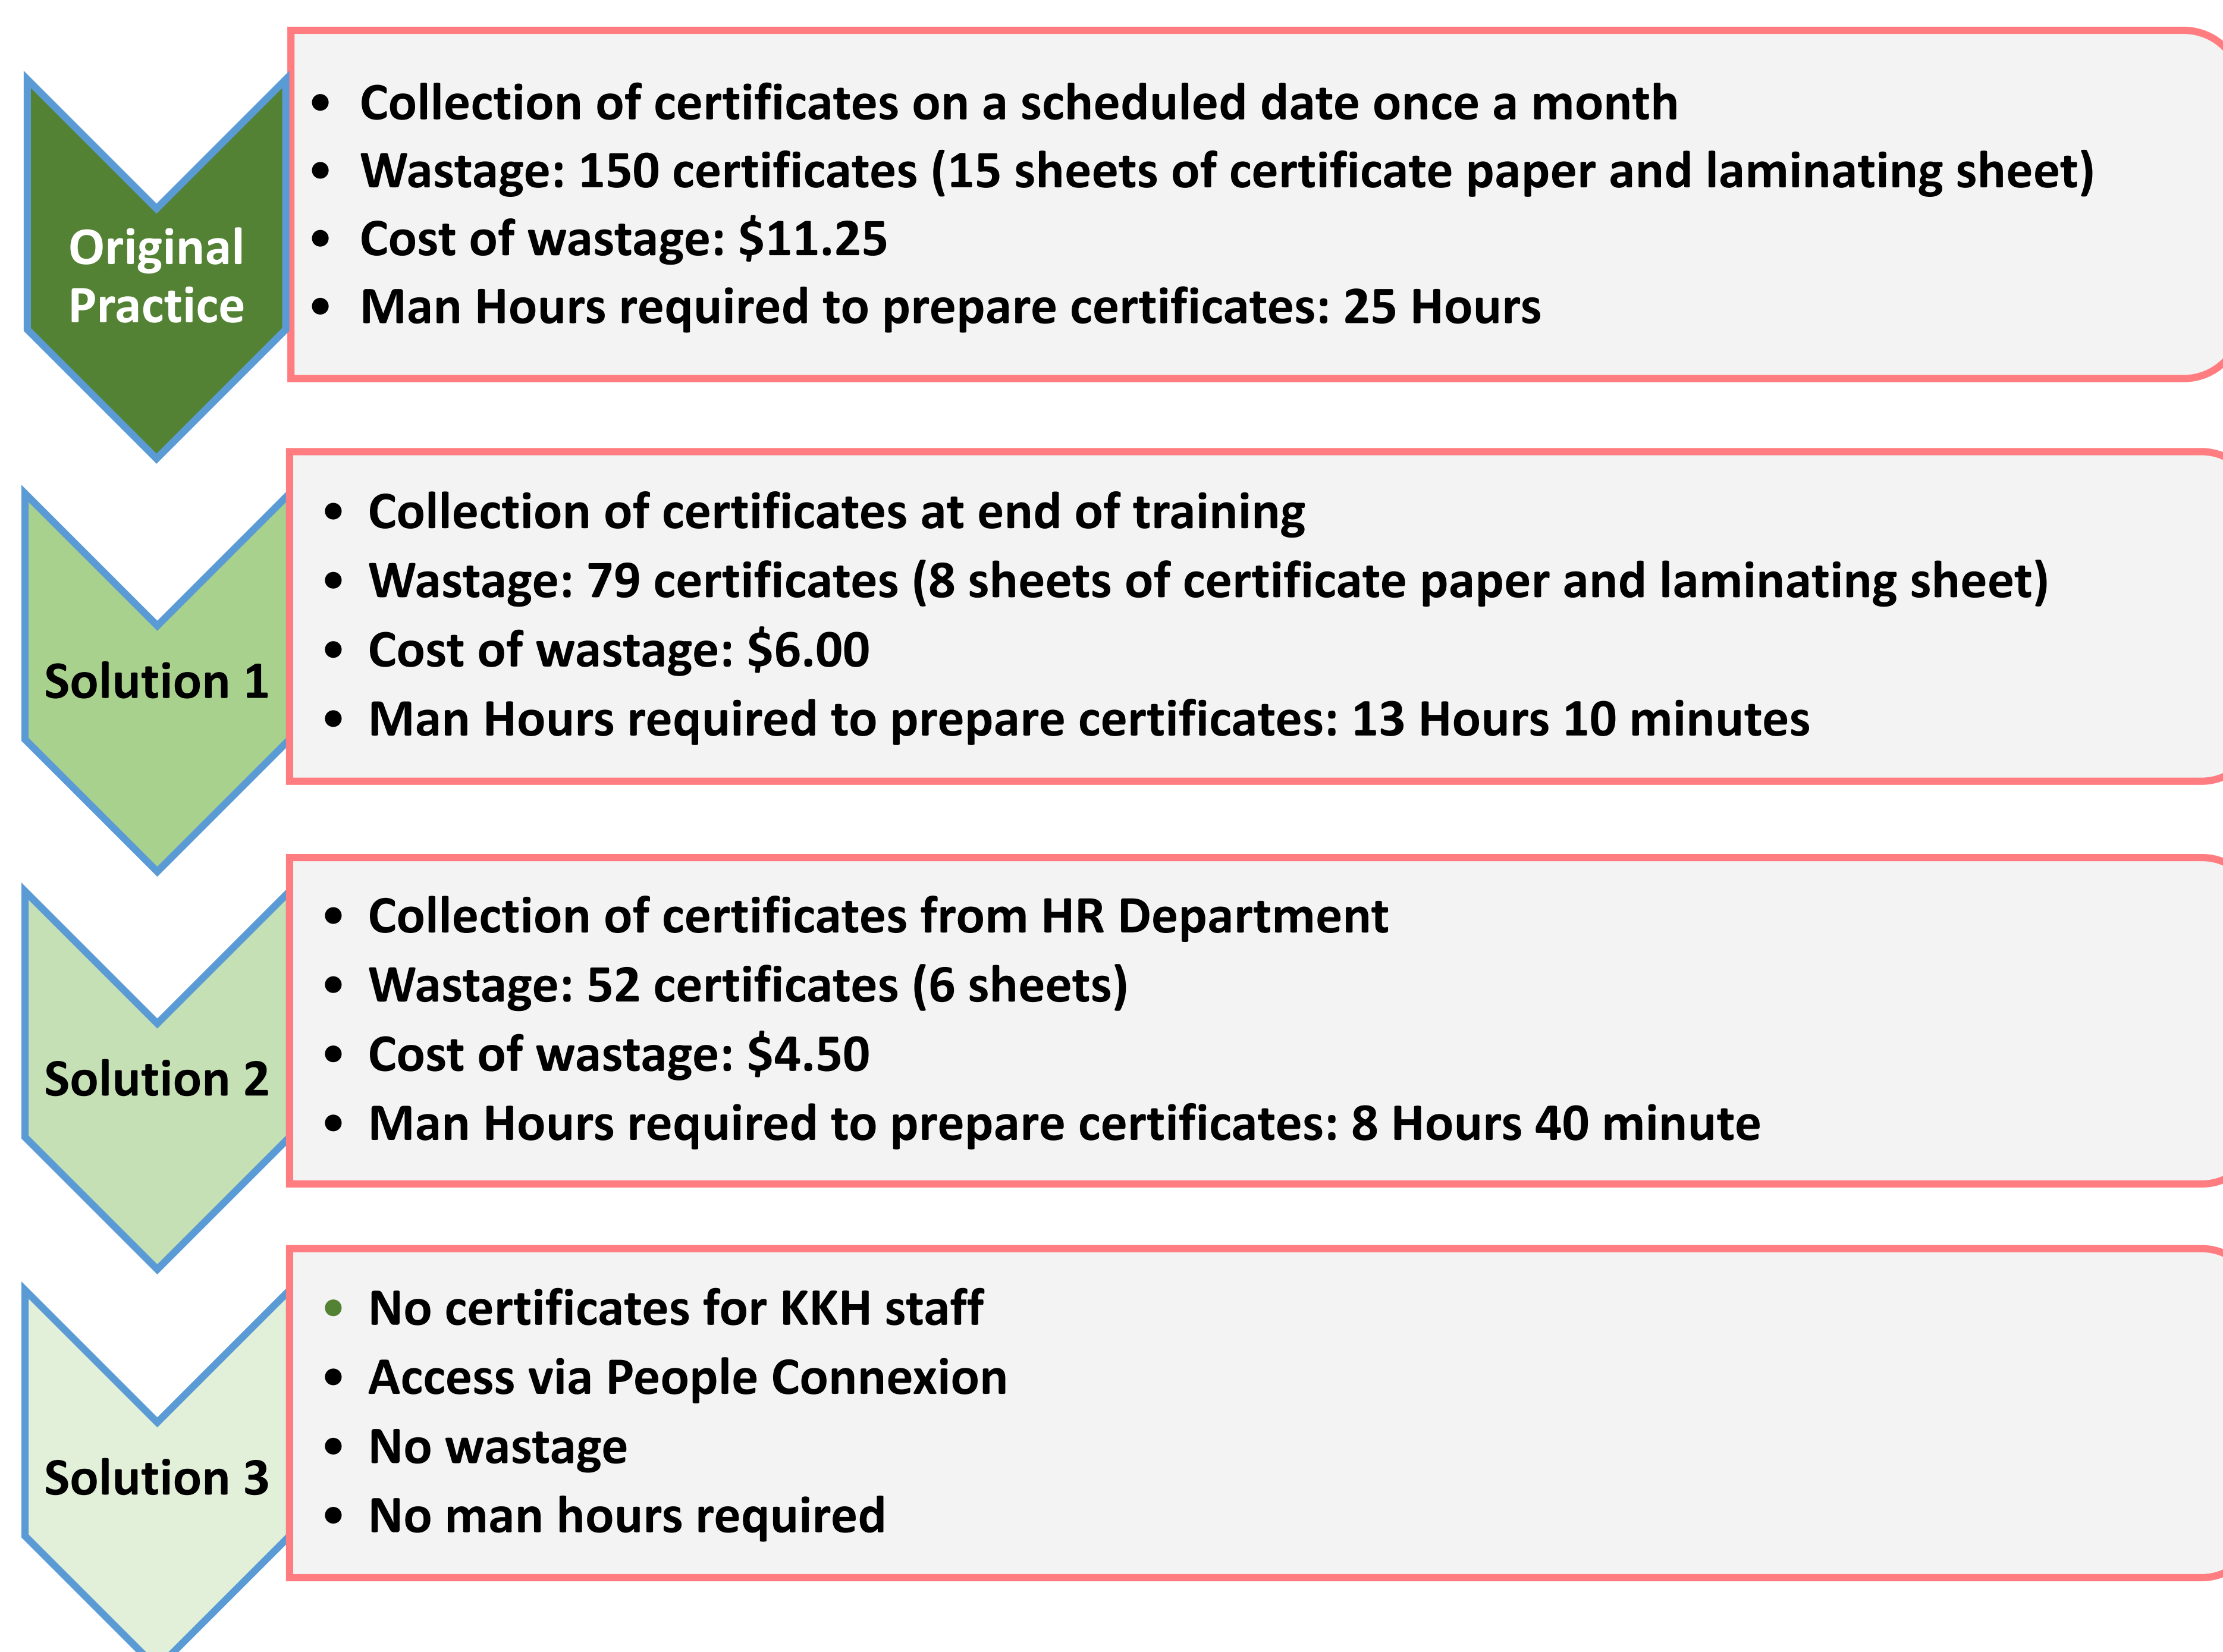 Original
Practice
• Collection of certificates on a scheduled date once a month
• Wastage: 150 certificates (15 sheets of certificate paper and laminating sheet)
• Cost of wastage: $11.25
• Man Hours required to prepare certificates: 25 Hours
Solution 1
• Collection of certificates at end of training
• Wastage: 79 certificates (8 sheets of certificate paper and laminating sheet)
• Cost of wastage: $6.00
• Man Hours required to prepare certificates: 13 Hours 10 minutes
Solution 2
• Collection of certificates from HR Department
• Wastage: 52 certificates (6 sheets)
• Cost of wastage: $4.50
• Man Hours required to prepare certificates: 8 Hours 40 minute
Solution 3
• No certificates for KKH staff
• Access via People Connexion
• No wastage
• No man hours required